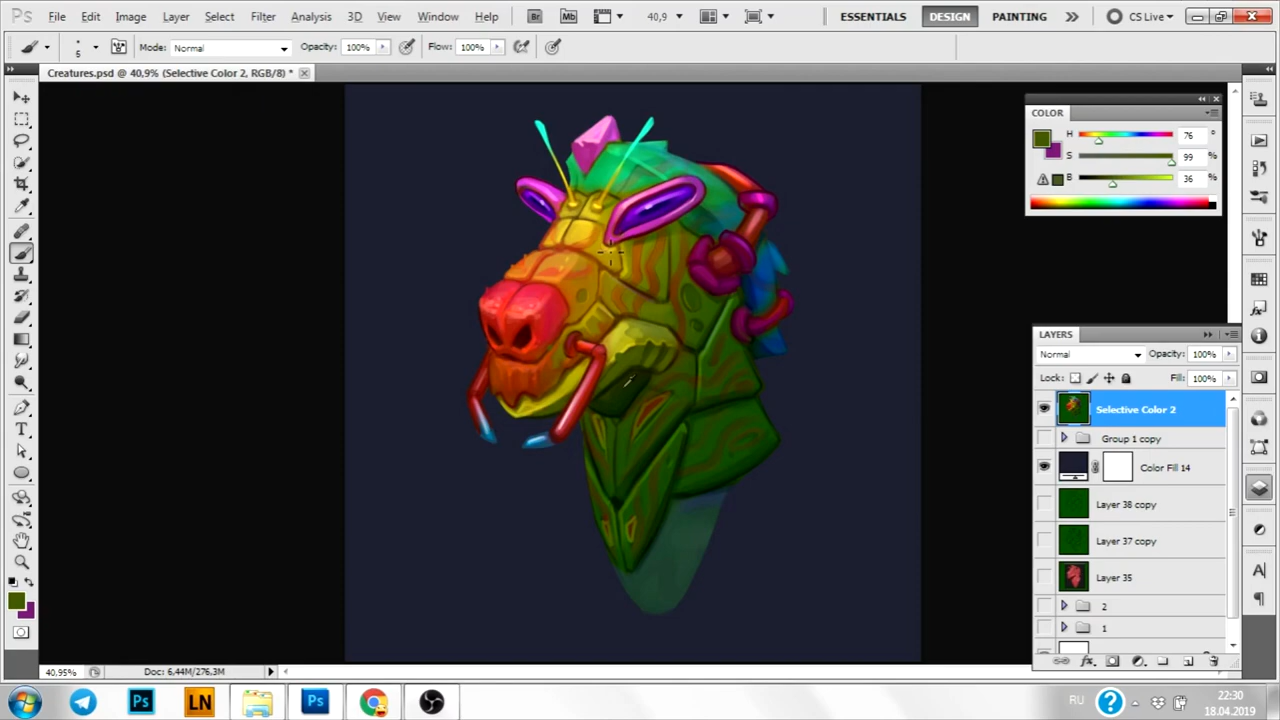 Ps File Edit Image Layer Select Filter Analysis 3D View Window Help Br Mb 40,9 ESSENTIALS DESIGN PAINTING CS Live
5 Mode: Normal Opacity: 100% Flow: 100%
Creatures.psd @ 40,9% (Selective Color 2, RGB/8) *
COLOR
H 76 °
S 99 %
B 36 %
LAYERS
Normal Opacity: 100%
Lock: Fill: 100%
Selective Color 2
Group 1 copy
Color Fill 14
Layer 38 copy
Layer 37 copy
Layer 35
2
1
40,95% Doc: 6,44M/276,3M
Ps LN Ps RU 22:30
18.04.2019